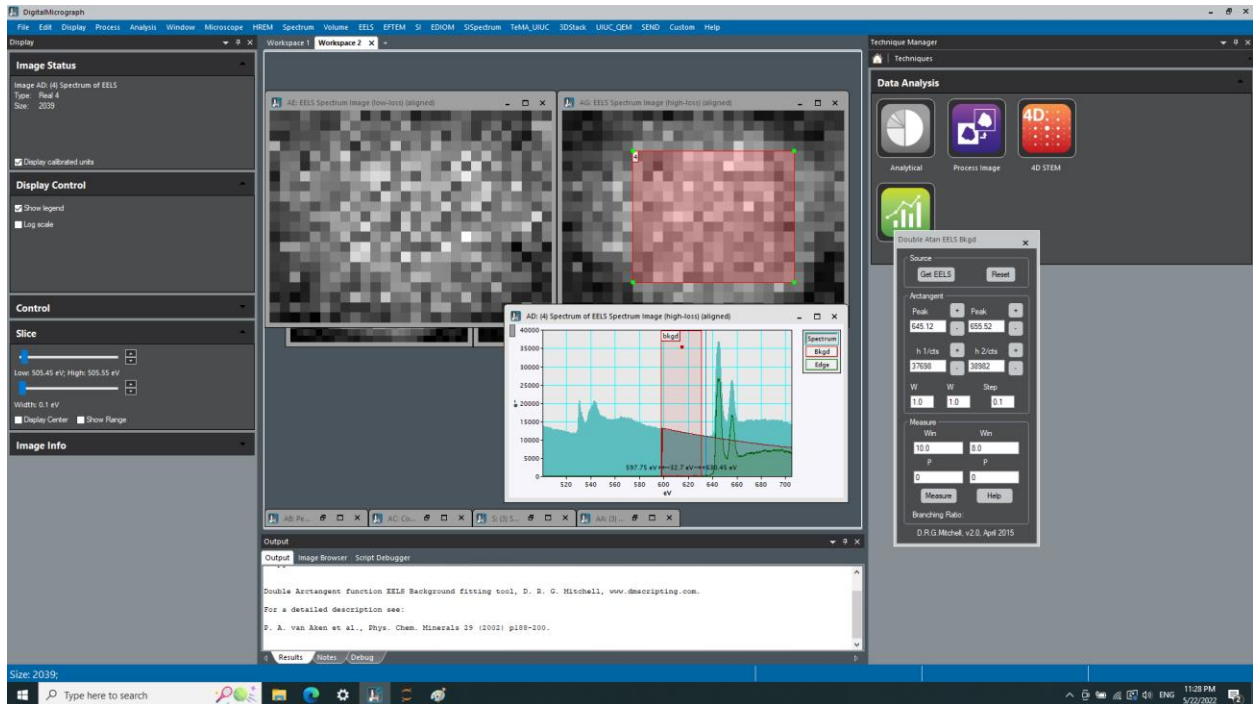 DigitalMicrograph
File Edit Display Process Analysis Window Microscope HREM Spectrum Volume EELS EFTEM SI EDIOM SISpectrum TeMA_UIUC 3DStack UIUC_QEM SEND Custom Help
Display
Image Status
Image AD: (4) Spectrum of EELS
Type: Real 4
Size: 2039
Display calibrated units
Display Control
Show legend
Log scale
Control
Slice
Low: 505.45 eV; High: 505.55 eV
Width: 0.1 eV
Display Center Show Range
Image Info
Workspace 1 Workspace 2
AE: EELS Spectrum Image (low-loss) (aligned)
AG: EELS Spectrum Image (high-loss) (aligned)
4
AD: (4) Spectrum of EELS Spectrum Image (high-loss) (aligned)
bkgd
Spectrum
Bkgd
Edge
40000
35000
30000
25000
20000
15000
10000
5000
0
e-
597.75 eV 32.7 eV 630.45 eV
520 540 560 580 600 620 640 660 680 700
eV
AB: Pe... AC: Co... S: (3) S... AA: (3) ...
Output
Output Image Browser Script Debugger
Double Arctangent function EELS Background fitting tool, D. R. G. Mitchell, www.dmscripting.com.
For a detailed description see:
P. A. van Aken et al., Phys. Chem. Minerals 29 (2002) p188-200.
Results Notes Debug
Technique Manager
Techniques
Data Analysis
4D
Analytical Process Image 4D STEM
Double Atan EELS Bkgd
Source
Get EELS Reset
Arctangent
Peak + Peak +
645.12 - 655.52 -
h 1/cts + h 2/cts +
37698 - 38982 -
W W Step
1.0 1.0 0.1
Measure
Win Win
10.0 8.0
P P
0 0
Measure Help
Branching Ratio:
D.R.G.Mitchell, v2.0, April 2015
Size: 2039;
Type here to search
ENG
11:28 PM
5/22/2022
2